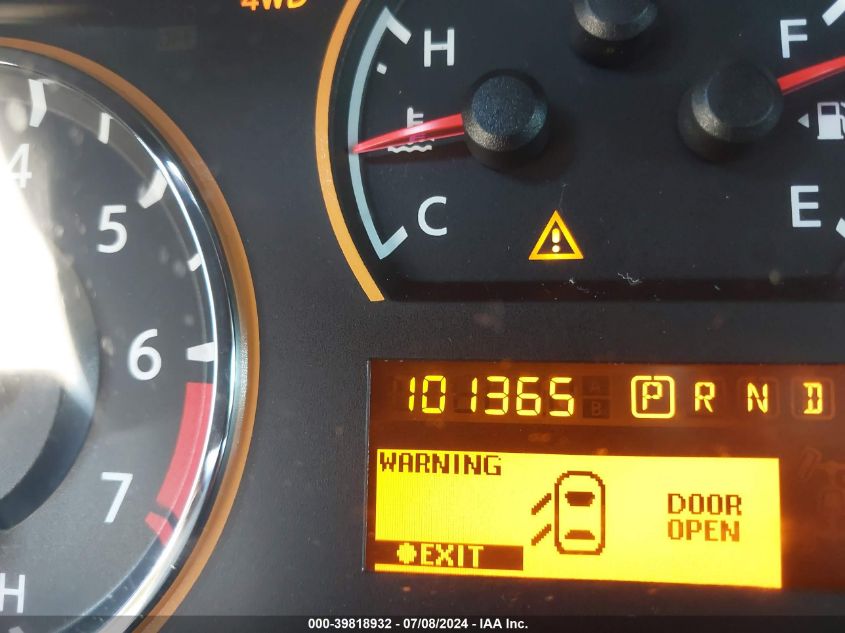 4WD
H
F
4
5
C
E
6
101365 P R N D
WARNING
DOOR
OPEN
7
EXIT
H
000-39818932 - 07/08/2024 - IAA Inc.